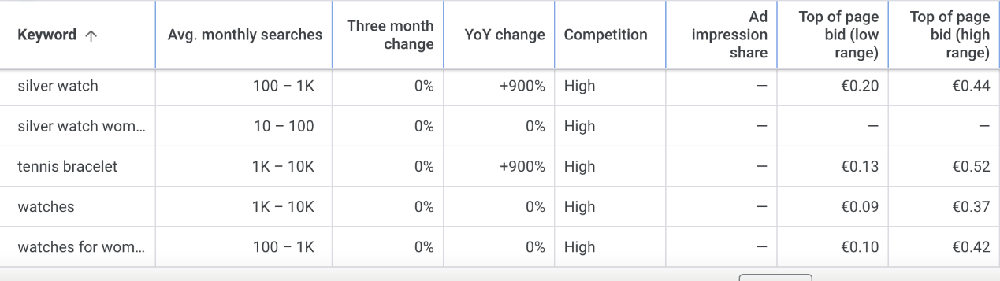 Keyword ↑ Avg. monthly searches Three month change YoY change Competition Ad impression share Top of page bid (low range) Top of page bid (high range)
silver watch 100 – 1K 0% +900% High — €0.20 €0.44
silver watch wom... 10 – 100 0% 0% High — — —
tennis bracelet 1K – 10K 0% +900% High — €0.13 €0.52
watches 1K – 10K 0% 0% High — €0.09 €0.37
watches for wom... 100 – 1K 0% 0% High — €0.10 €0.42